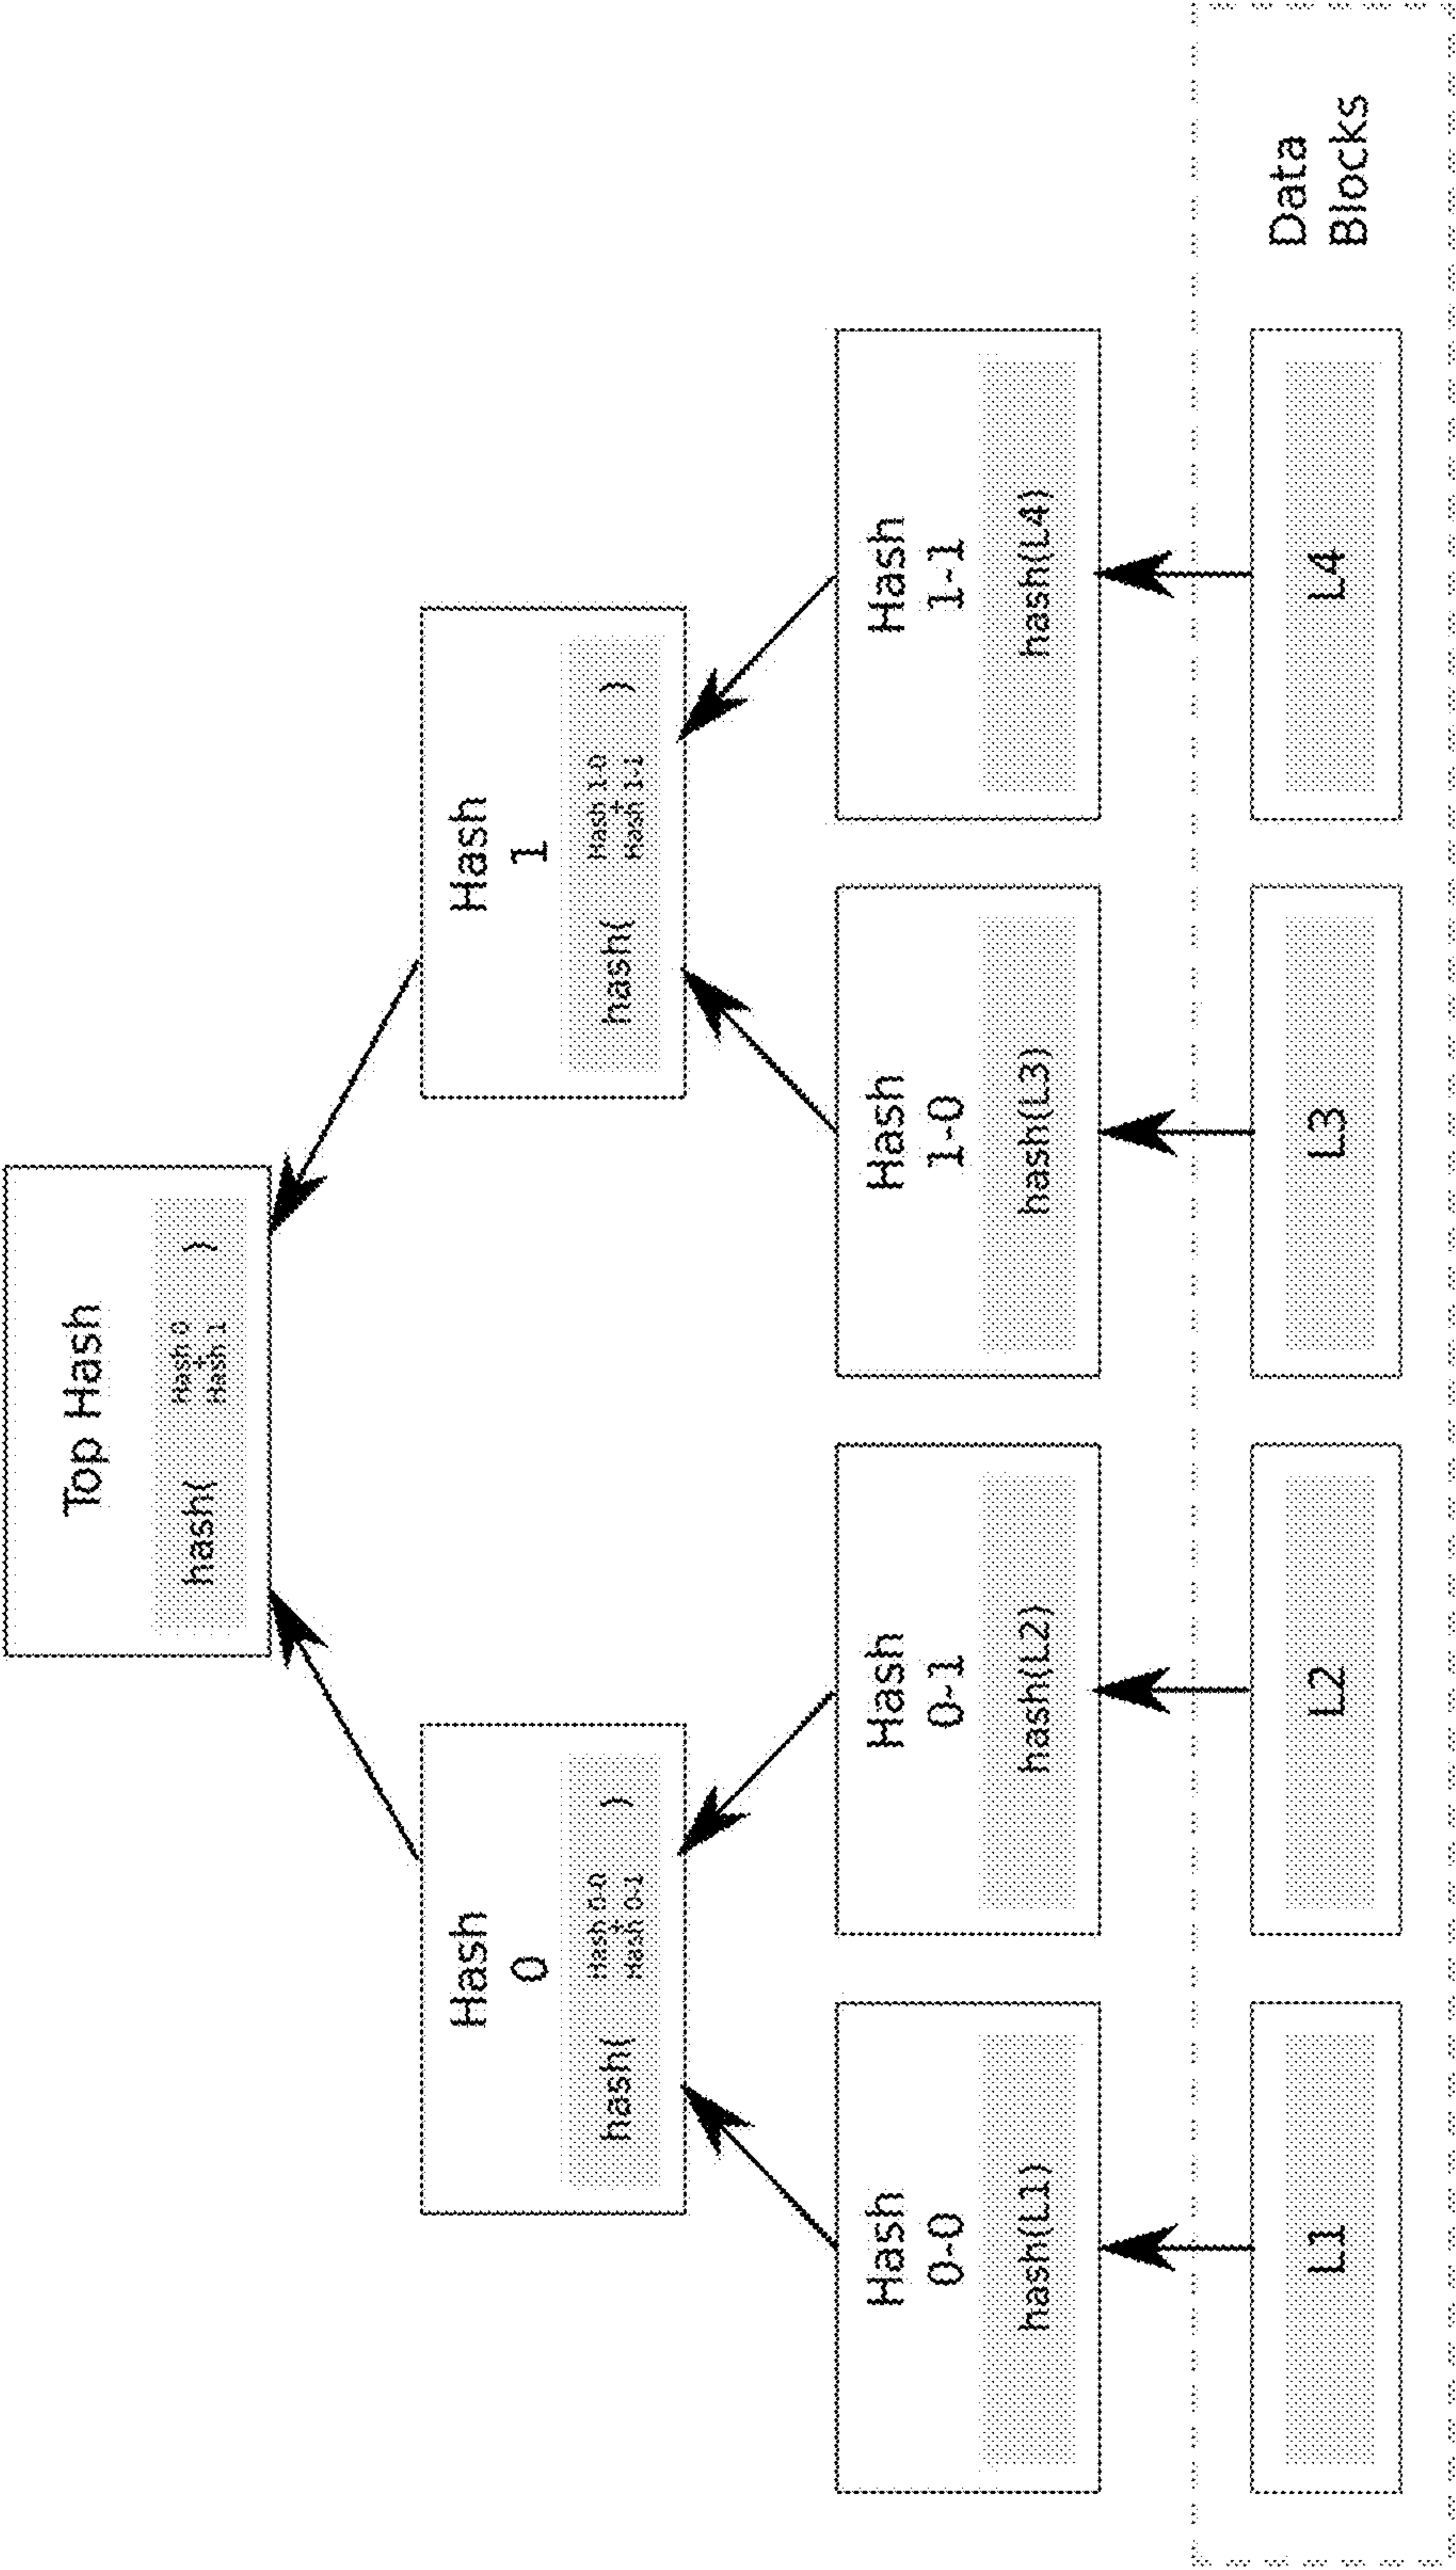 Top Hash
hash( Hash 0
+
Hash 1 )
Hash
0
hash( Hash 0-0
+
Hash 0-1 )
Hash
1
hash( Hash 1-0
+
Hash 1-1 )
Hash
0-0
hash(L1)
Hash
0-1
hash(L2)
Hash
1-0
hash(L3)
Hash
1-1
hash(L4)
L1
L2
L3
L4
Data
Blocks